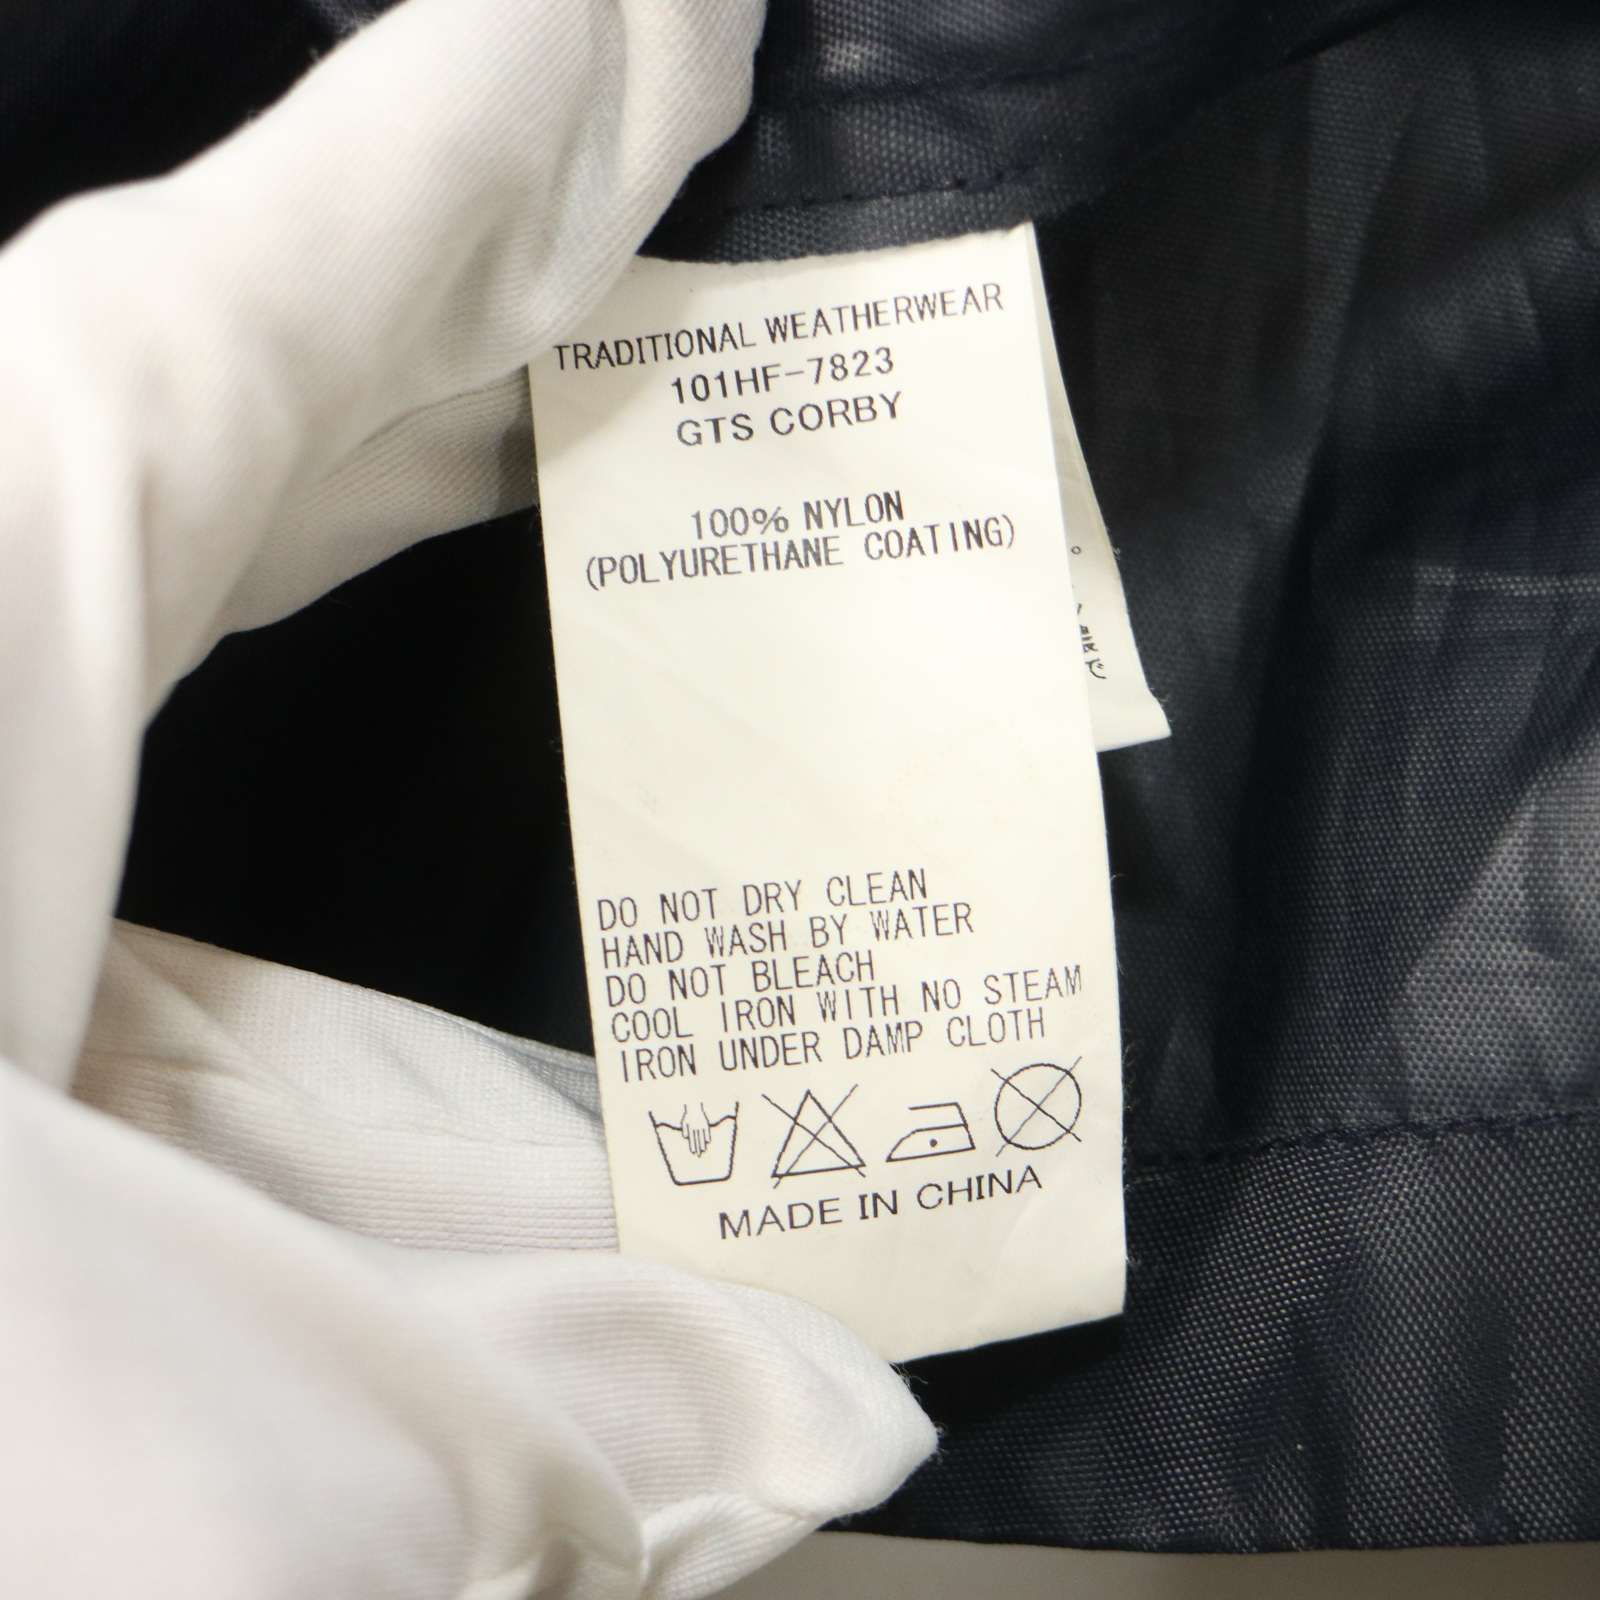 TRADITIONAL WEATHERWEAR
101HF-7823
GTS CORBY
100% NYLON
(POLYURETHANE COATING)
DO NOT DRY CLEAN
HAND WASH BY WATER
DO NOT BLEACH
COOL IRON WITH NO STEAM
IRON UNDER DAMP CLOTH
MADE IN CHINA